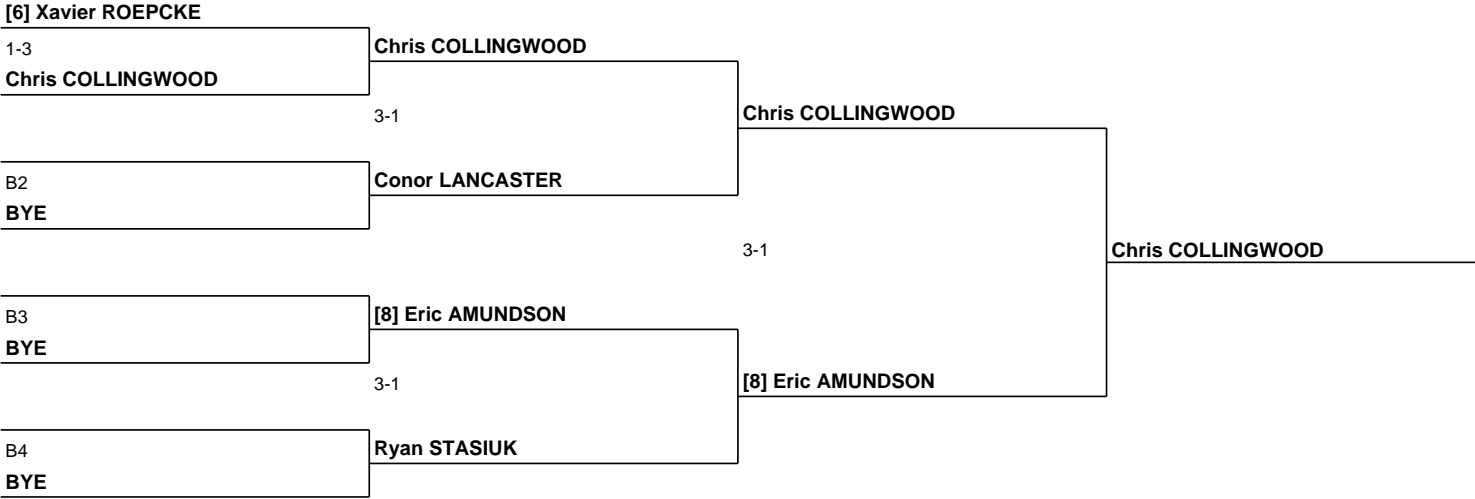 [6] Xavier ROEPCKE
1-3
Chris COLLINGWOOD
Chris COLLINGWOOD
3-1
Chris COLLINGWOOD
B2
BYE
Conor LANCASTER
3-1
Chris COLLINGWOOD
B3
BYE
[8] Eric AMUNDSON
3-1
[8] Eric AMUNDSON
B4
BYE
Ryan STASIUK